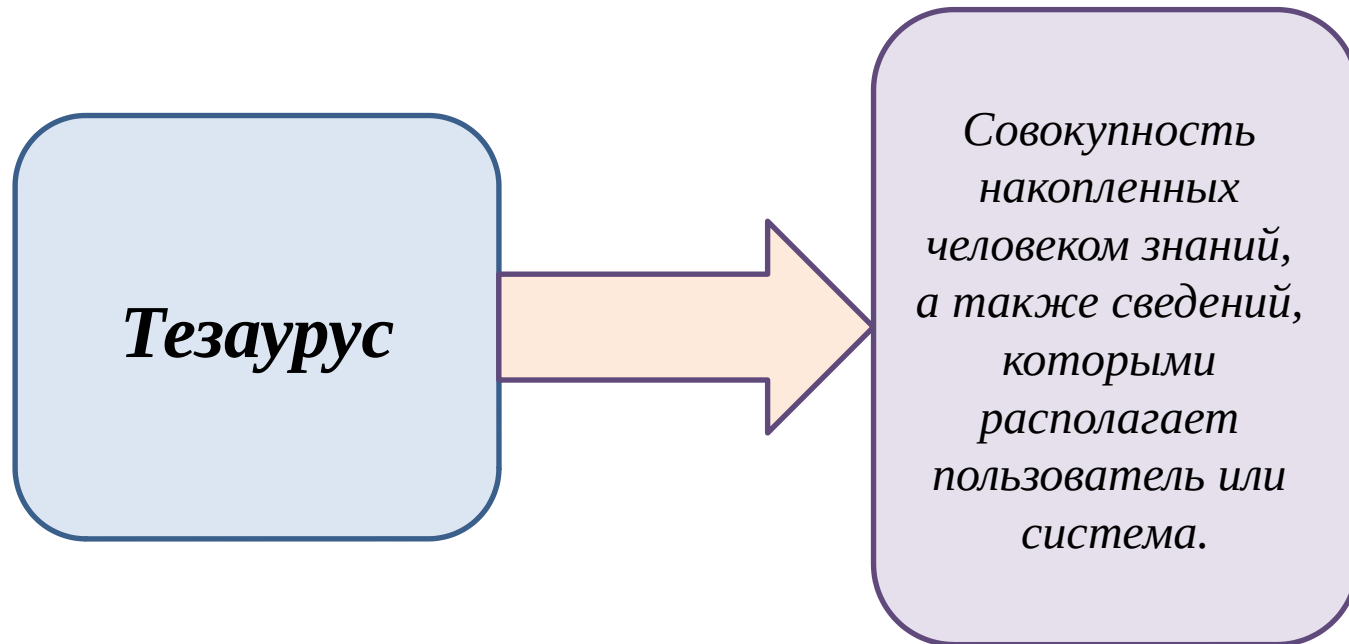 Тезаурус
Совокупность
накопленных
человеком знаний,
а также сведений,
которыми
располагает
пользователь или
система.